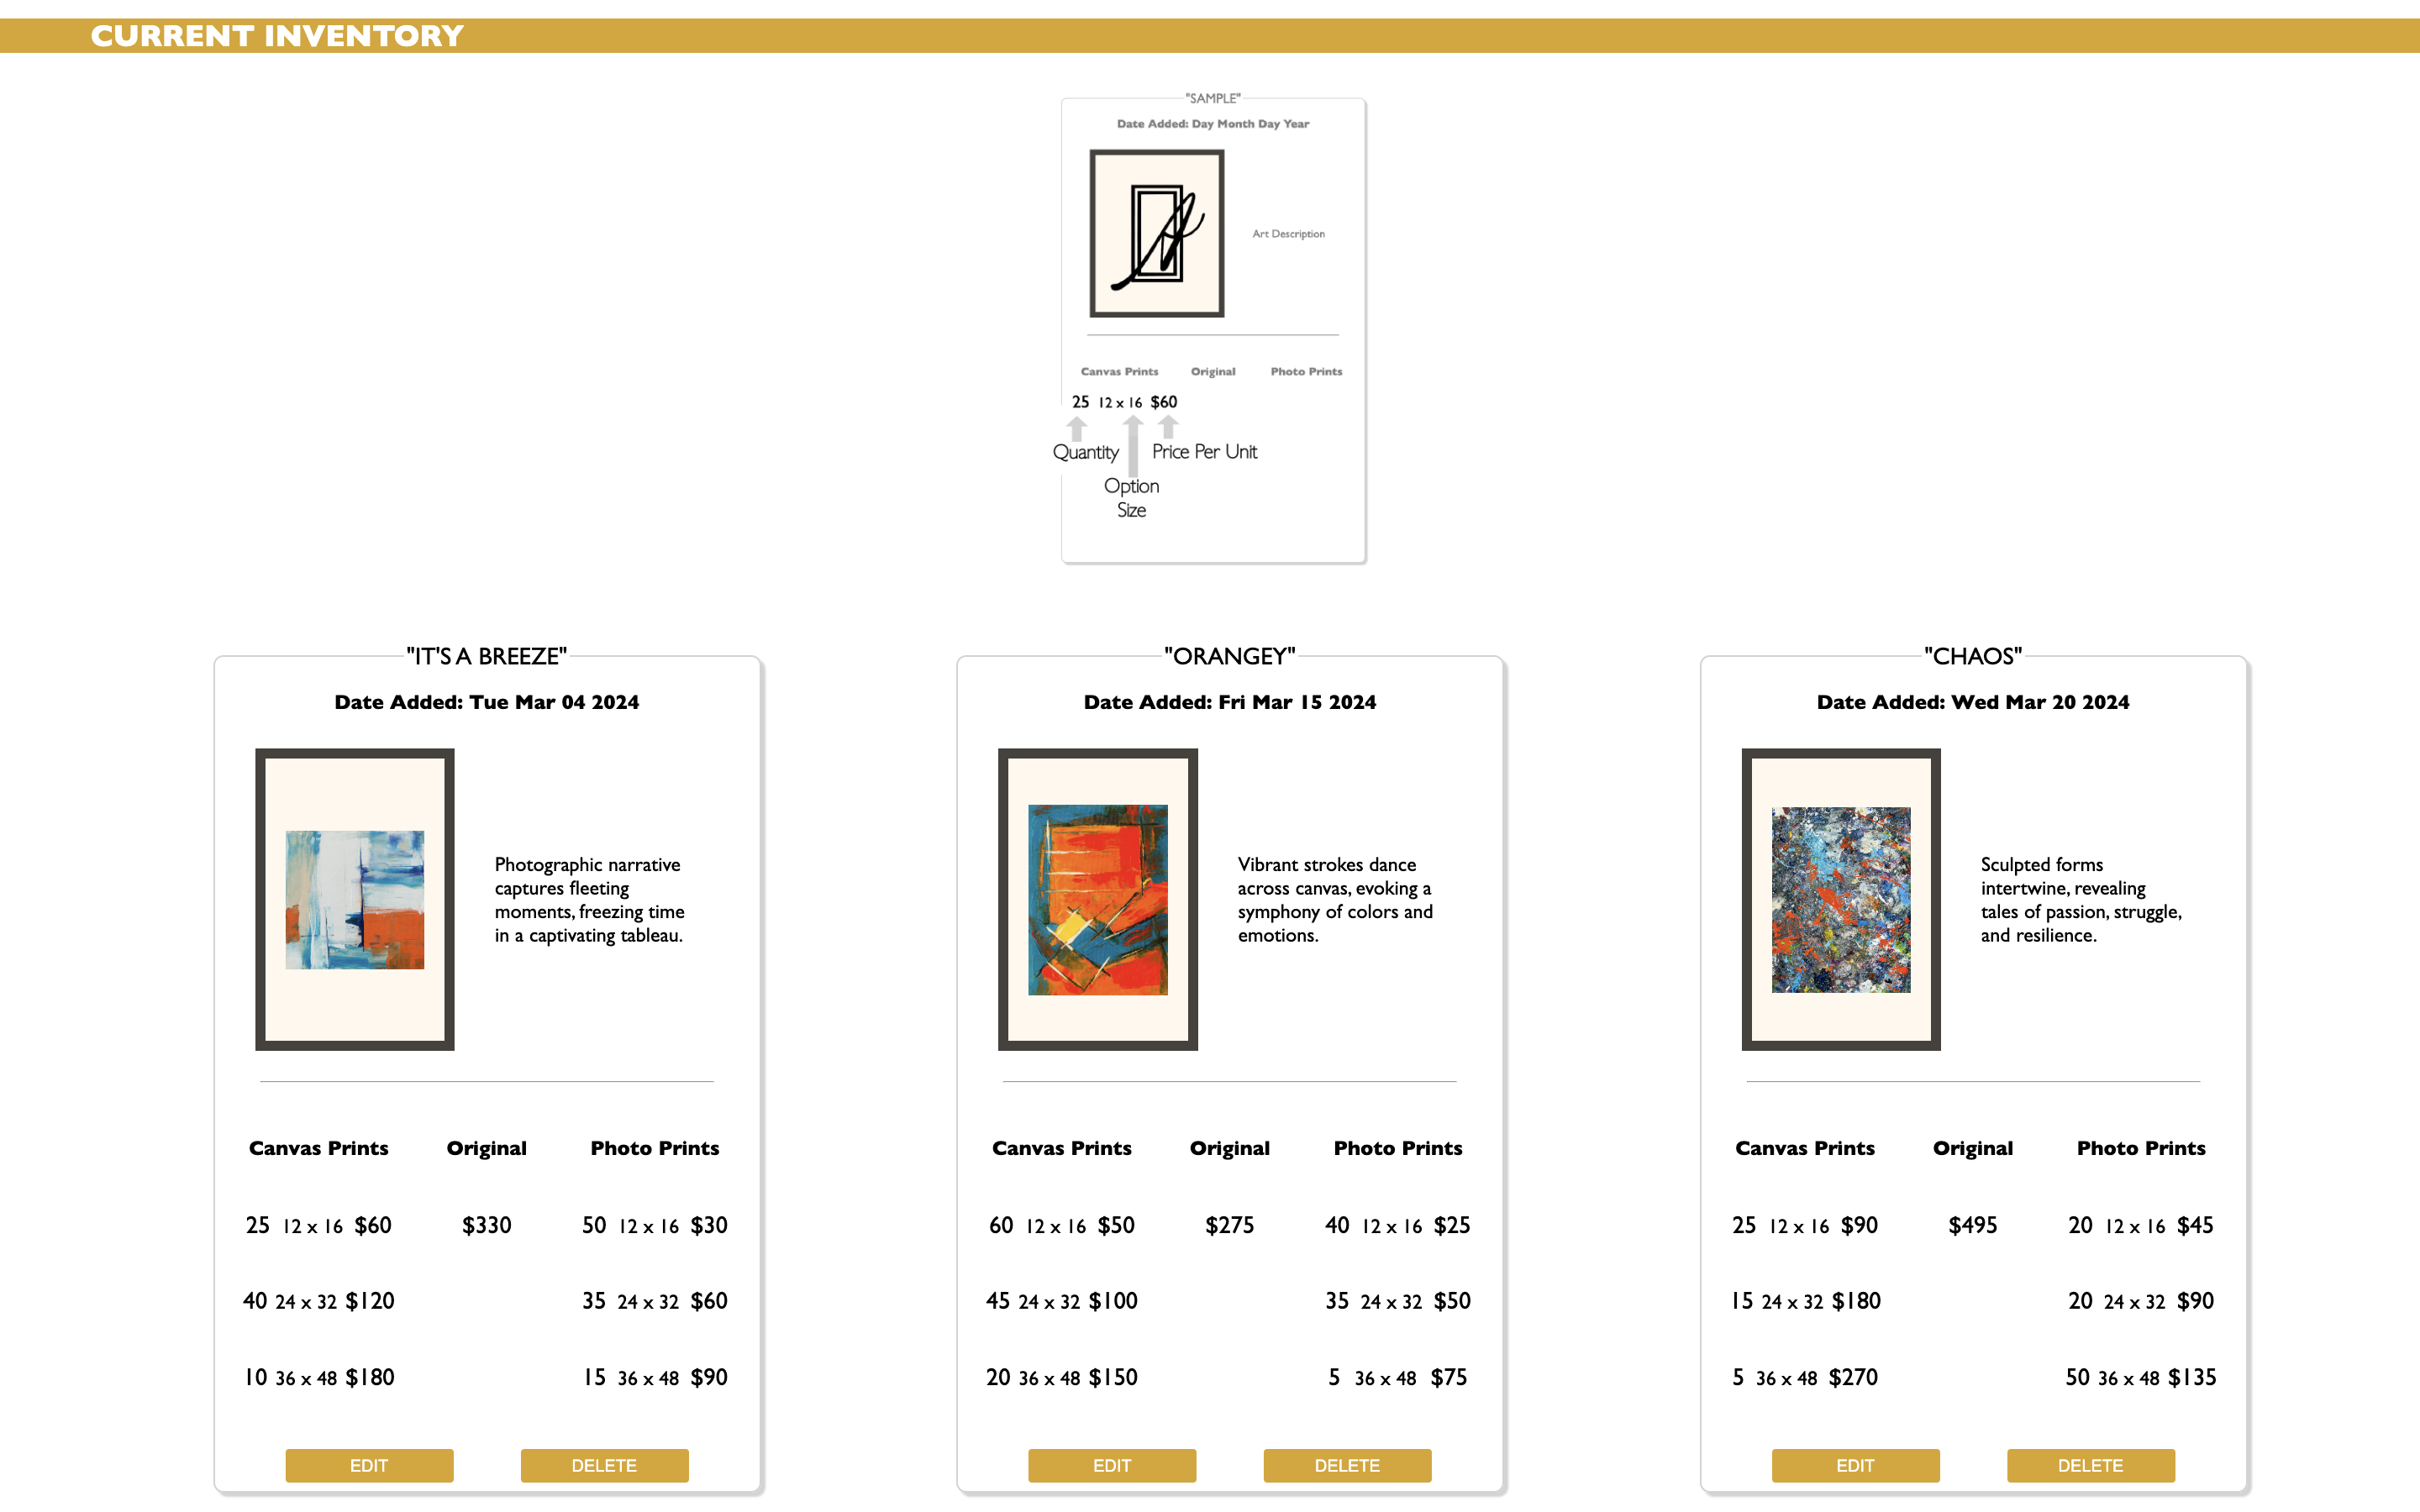 CURRENT INVENTORY
"SAMPLE"
Date Added: Day Month Day Year
Art Description
Canvas Prints Original Photo Prints
25 12 x 16 $60
Quantity Price Per Unit
Option
Size
"IT'S A BREEZE"
Date Added: Tue Mar 04 2024
Photographic narrative
captures fleeting
moments, freezing time
in a captivating tableau.
Canvas Prints Original Photo Prints
25 12 x 16 $60 $330 50 12 x 16 $30
40 24 x 32 $120 35 24 x 32 $60
10 36 x 48 $180 15 36 x 48 $90
EDIT DELETE
"ORANGEY"
Date Added: Fri Mar 15 2024
Vibrant strokes dance
across canvas, evoking a
symphony of colors and
emotions.
Canvas Prints Original Photo Prints
60 12 x 16 $50 $275 40 12 x 16 $25
45 24 x 32 $100 35 24 x 32 $50
20 36 x 48 $150 5 36 x 48 $75
EDIT DELETE
"CHAOS"
Date Added: Wed Mar 20 2024
Sculpted forms
intertwine, revealing
tales of passion, struggle,
and resilience.
Canvas Prints Original Photo Prints
25 12 x 16 $90 $495 20 12 x 16 $45
15 24 x 32 $180 20 24 x 32 $90
5 36 x 48 $270 50 36 x 48 $135
EDIT DELETE